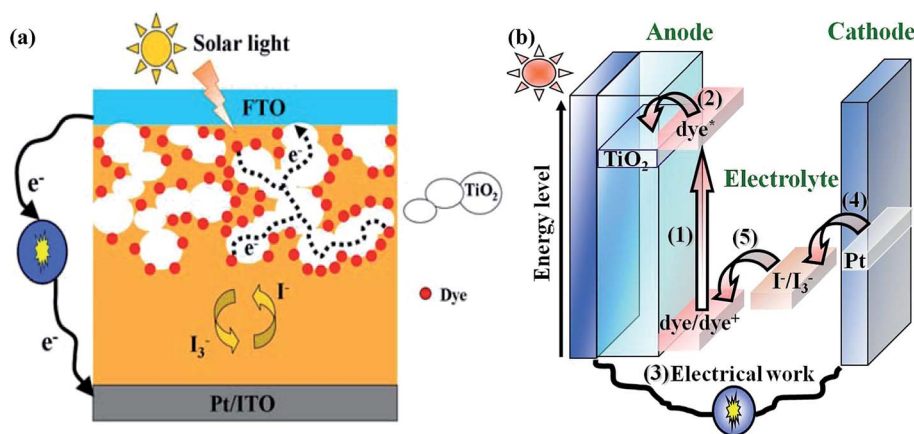 (a)
Solar light
FTO
e-
e-
TiO2
e-
I-
Dye
I3-
e-
Pt/ITO
(b)
Anode
Cathode
(2)
dye*
TiO2
Electrolyte
Energy level
(4)
(1)
(5)
Pt
I-/I3-
dye/dye+
(3) Electrical work